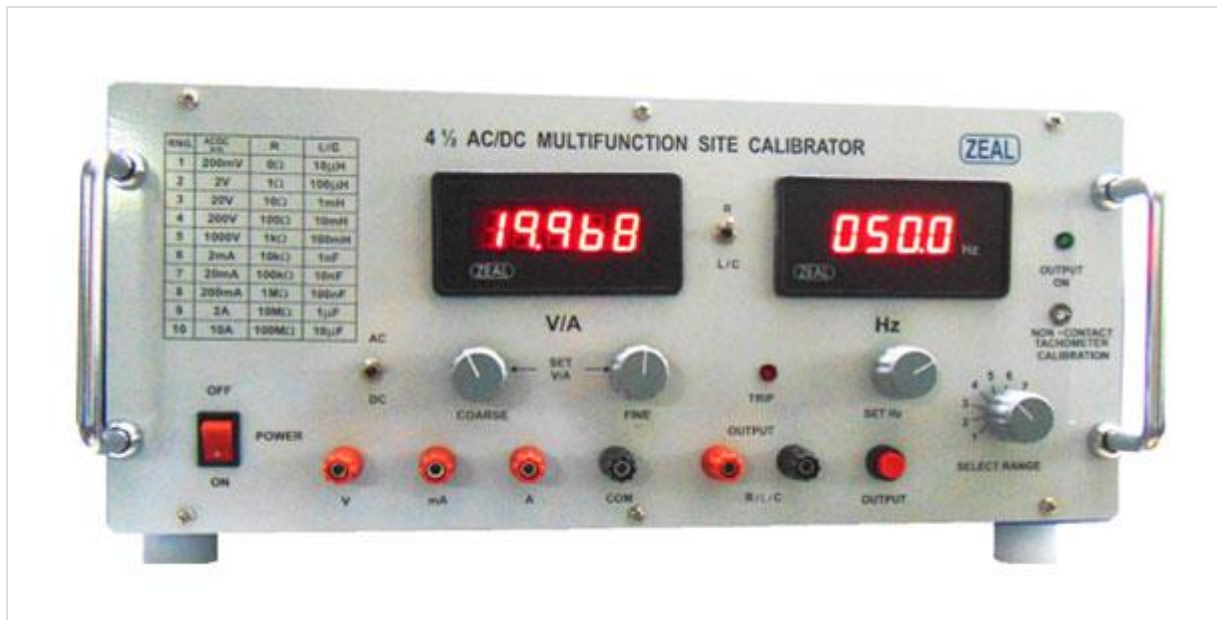 4 ½ AC/DC MULTIFUNCTION SITE CALIBRATOR
ZEAL
R L/C
1 200mV 0Ω 10µH
2 2V 1Ω 100µH
3 20V 10Ω 1mH
4 200V 100Ω 10mH
5 1000V 1kΩ 100mH
6 2mA 10kΩ 1nF
7 20mA 100kΩ 10nF
8 200mA 1MΩ 100nF
9 2A 10MΩ 1µF
10 10A 100MΩ 10µF
19.968
ZEAL
V/A
R
L/C
050.0 Hz
ZEAL
Hz
OUTPUT
ON
NON-CONTACT
TACHOMETER
CALIBRATION
AC
DC
SET
V/A
COARSE
FINE
TRIP
SET Hz
1 2 3 4 5 6 7
SELECT RANGE
OFF
POWER
ON
V
mA
A
COM
OUTPUT
R/L/C
OUTPUT